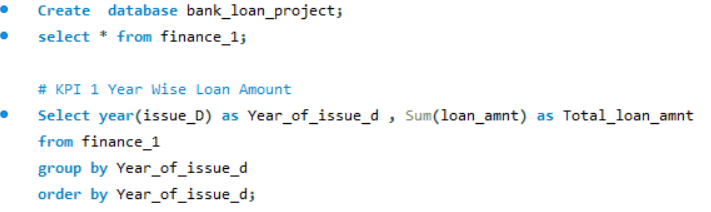 Create  database bank_loan_project;
select * from finance_1;
# KPI 1 Year Wise Loan Amount
Select year(issue_D) as Year_of_issue_d , Sum(loan_amnt) as Total_loan_amnt
from finance_1
group by Year_of_issue_d
order by Year_of_issue_d;